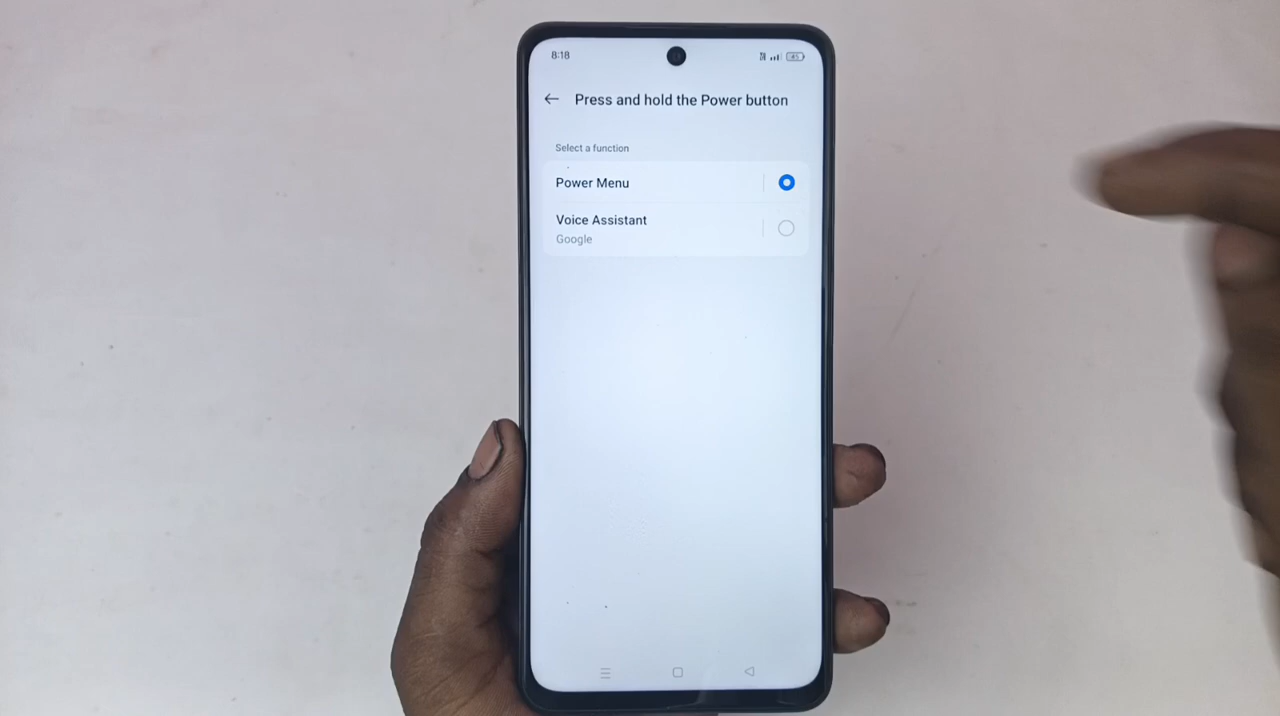 8:18
Press and hold the Power button
Select a function
Power Menu
Voice Assistant
Google